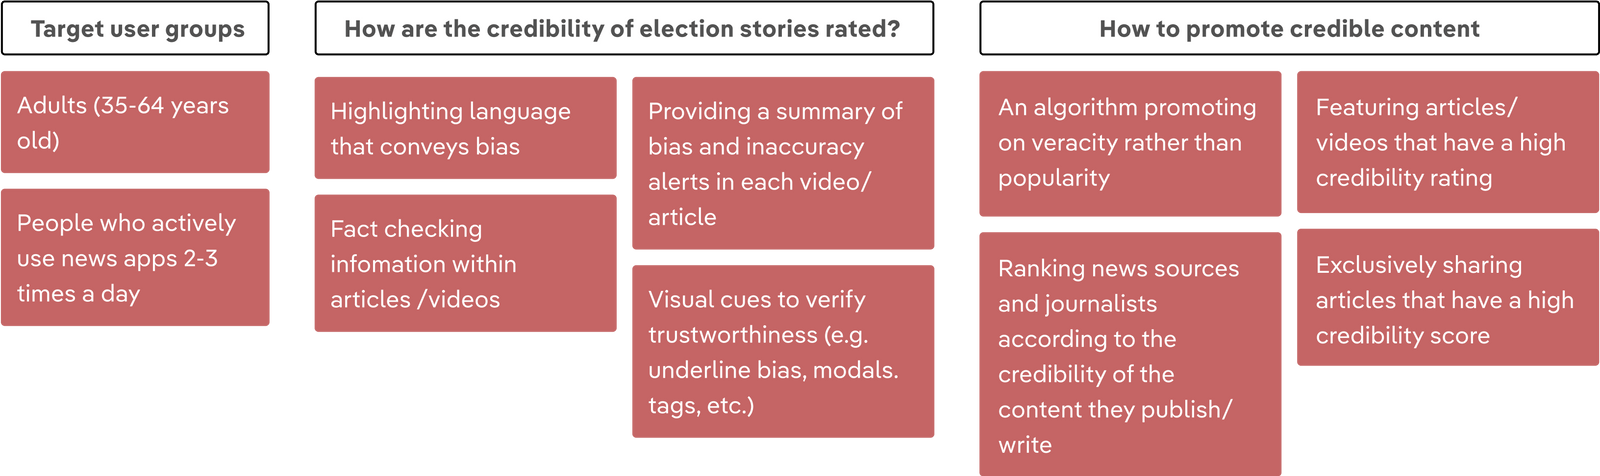 Target user groups
Adults (35-64 years
old)
People who actively
use news apps 2-3
times a day
How are the credibility of election stories rated?
Highlighting language
that conveys bias
Fact checking
infomation within
articles /videos
Providing a summary of
bias and inaccuracy
alerts in each video/
article
Visual cues to verify
trustworthiness (e.g.
underline bias, modals.
tags, etc.)
How to promote credible content
An algorithm promoting
on veracity rather than
popularity
Ranking news sources
and journalists
according to the
credibility of the
content they publish/
write
Featuring articles/
videos that have a high
credibility rating
Exclusively sharing
articles that have a high
credibility score